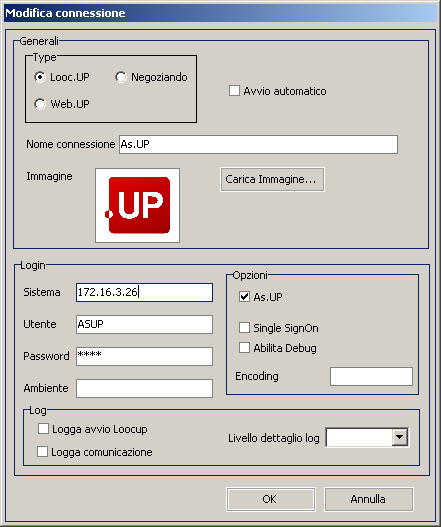 Modifica connessione
Generali
Type
Looc.UP
Negoziando
Web.UP
Avvio automatico
Nome connessione As.UP
Immagine
.UP
Carica Immagine...
Login
Sistema 172.16.3.26
Utente ASUP
Password ****
Ambiente
Opzioni
As.UP
Single SignOn
Abilita Debug
Encoding
Log
Logga avvio Loocup
Logga comunicazione
Livello dettaglio log
OK
Annulla